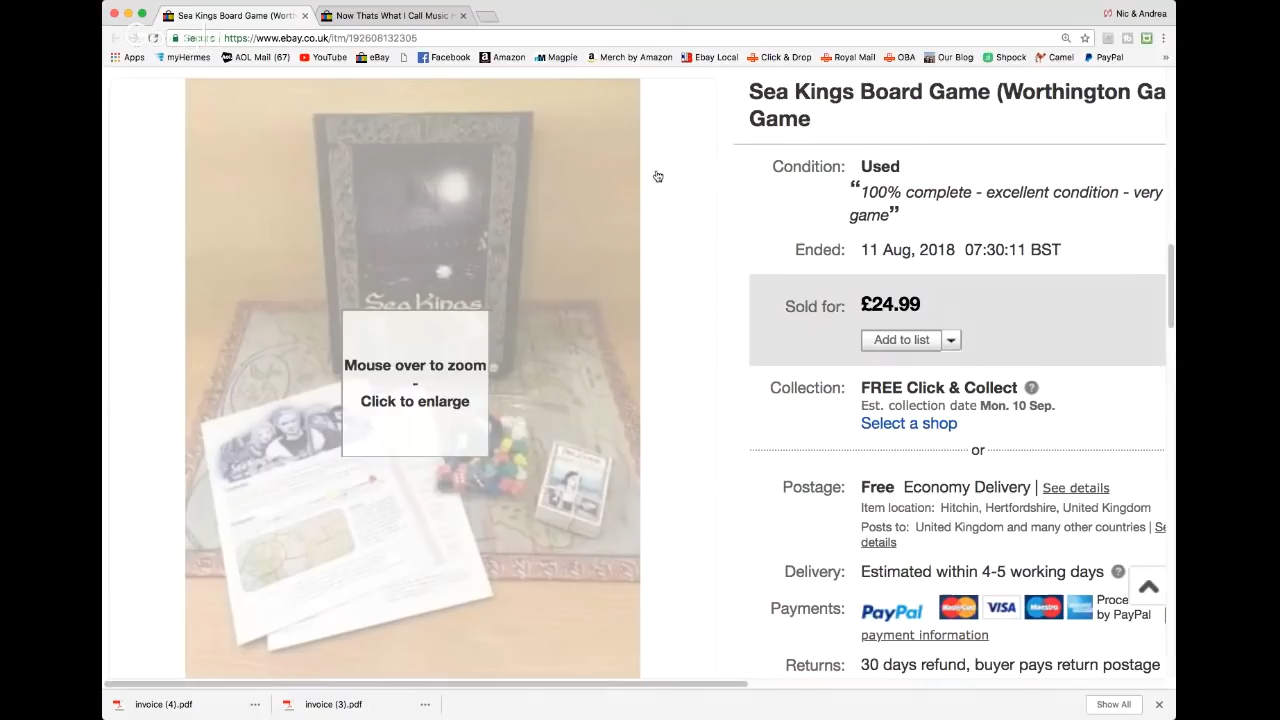 Sea Kings Board Game (Worth
Now Thats What I Call Music
Nic & Andrea
Secure
https://www.ebay.co.uk/itm/192608132305
Apps
myHermes
AOL Mail (67)
YouTube
eBay
Facebook
Amazon
Magpie
Merch by Amazon
Ebay Local
Click & Drop
Royal Mail
OBA
Our Blog
Shpock
Camel
PayPal
»
Sea Kings Board Game (Worthington Ga
Game
Condition: Used
“100% complete - excellent condition - very
game”
Ended: 11 Aug, 2018 07:30:11 BST
Sold for: £24.99
Add to list
Collection: FREE Click & Collect ?
Est. collection date Mon. 10 Sep.
Select a shop
or
Postage: Free Economy Delivery | See details
Item location: Hitchin, Hertfordshire, United Kingdom
Posts to: United Kingdom and many other countries | Se
details
Delivery: Estimated within 4-5 working days ?
Payments: PayPal MasterCard VISA Maestro Proce
by PayPal |
payment information
Returns: 30 days refund, buyer pays return postage
Sea Kings
Mouse over to zoom
-
Click to enlarge
invoice (4).pdf
invoice (3).pdf
Show All